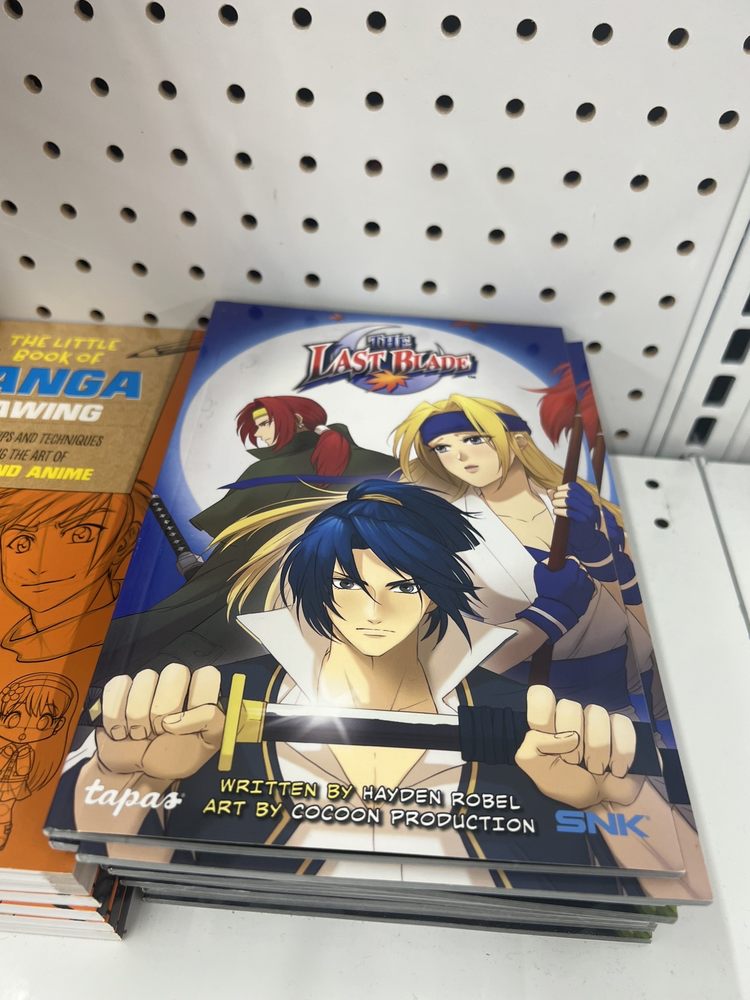 THE LITTLE
BOOK OF
ANGA
AWING
IPS AND TECHNIQUES
G THE ART OF
ND ANIME
THE
LAST BLADE
TM
WRITTEN BY HAYDEN ROBEL
ART BY COCOON PRODUCTION
tapas
SNK